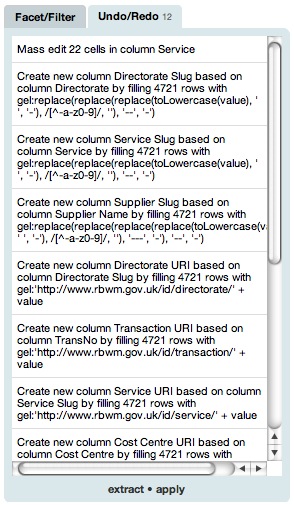 Facet/Filter
Undo/Redo 12
Mass edit 22 cells in column Service
Create new column Directorate Slug based on
column Directorate by filling 4721 rows with
gel:replace(replace(replace(toLowercase(value), '
', '-'), /[^-a-z0-9]/, ''), '--', '-')
Create new column Service Slug based on
column Service by filling 4721 rows with
gel:replace(replace(replace(toLowercase(value), '
', '-'), /[^-a-z0-9]/, ''), '--', '-')
Create new column Supplier Slug based on
column Supplier Name by filling 4721 rows with
gel:replace(replace(replace(replace(toLowercase(va
' ', '-'), /[^-a-z0-9]/, ''), '---', '-'), '--', '-')
Create new column Directorate URI based on
column Directorate Slug by filling 4721 rows with
gel:'http://www.rbwm.gov.uk/id/directorate/' +
value
Create new column Transaction URI based on
column TransNo by filling 4721 rows with
gel:'http://www.rbwm.gov.uk/id/transaction/' +
value
Create new column Service URI based on column
Service Slug by filling 4721 rows with
gel:'http://www.rbwm.gov.uk/id/service/' + value
Create new column Cost Centre URI based on
column Cost Centre by filling 4721 rows with
extract • apply